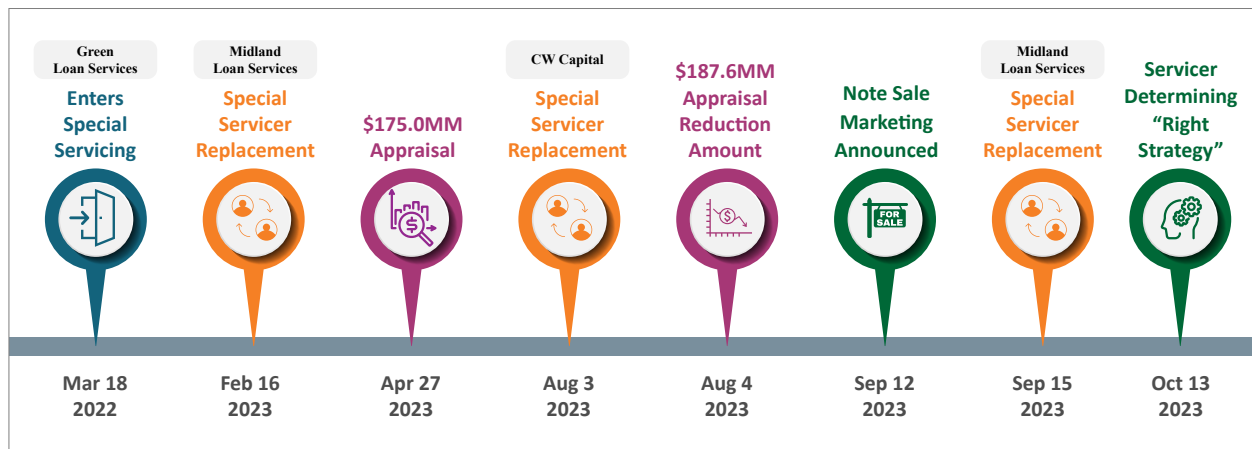 Green
Loan Services
Enters
Special
Servicing
Mar 18
2022
Midland
Loan Services
Special
Servicer
Replacement
Feb 16
2023
$175.0MM
Appraisal
$
Apr 27
2023
CW Capital
Special
Servicer
Replacement
Aug 3
2023
$187.6MM
Appraisal
Reduction
Amount
$
Aug 4
2023
Note Sale
Marketing
Announced
FOR
SALE
Sep 12
2023
Midland
Loan Services
Special
Servicer
Replacement
Sep 15
2023
Servicer
Determining
“Right
Strategy”
Oct 13
2023